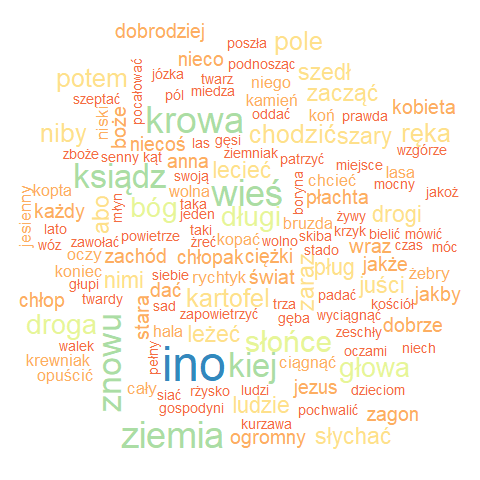 dobrodziej
poszła
pole
nieco
podnosząc
potem
józka
twarz
niego
szedł
szeptać
pocałować
pól
miedza
kamień
zacząć
niski
boże
krowa
oddać
koń
prawda
kobieta
niby
niecoś
las
gęsi
chodzić
szary
ręka
zboże
senny
kąt
anna
ziemniak
patrzyć
wzgórze
ksiądz
swoją
lecieć
miejsce
lasa
kopta
wolna
wieś
boryna
chcieć
mocny
jakoż
jesienny
każdy
abo
młyn
bóg
taka
jeden
długi
płachta
drogi
lato
taki
bruzda
żywy
krzyk
bielić
mówić
wóz
zawołać
powietrze
żreć
kopać
wolno
skiba
wraz
czas
móc
oczy
zachód
chłopak
ciężki
stado
jakże
koniec
nimi
siebie
rychtyk
świat
zaraz
pług
juści
żebry
głupi
dać
jakby
chłop
twardy
stara
sad
kartofel
trza
padać
kościół
droga
znowu
zapowietrzyć
gęba
wyciągnąć
dobrze
hala
leżeć
słońce
zeschły
walek
pełny
ino
kiej
oczami
niech
krewniak
ciągnąć
głowa
opuścić
cały
rżysko
ludzi
jezus
dzieciom
siać
gospodyni
ludzie
pochwalić
zagon
kurzawa
ziemia
ogromny
słychać